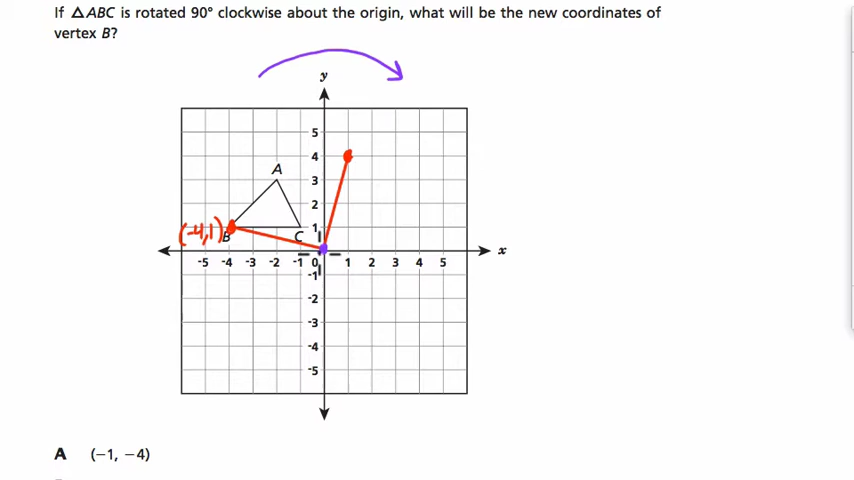 If △ABC is rotated 90° clockwise about the origin, what will be the new coordinates of
vertex B?
y
5
4
A
3
2
(-4,1)
B
C
1
x
-5 -4 -3 -2 -1 0 1 2 3 4 5
-1
-2
-3
-4
-5
A (−1, −4)